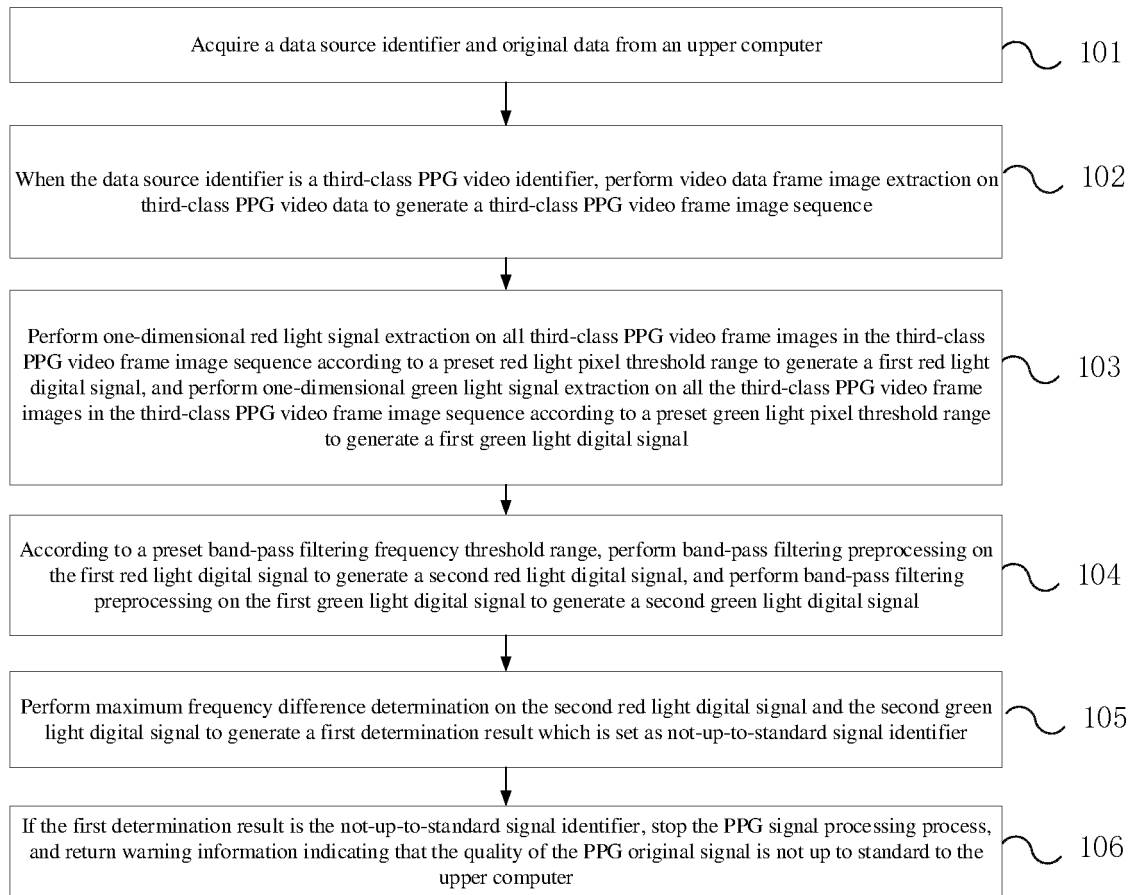 Acquire a data source identifier and original data from an upper computer
101
When the data source identifier is a third-class PPG video identifier, perform video data frame image extraction on
third-class PPG video data to generate a third-class PPG video frame image sequence
102
Perform one-dimensional red light signal extraction on all third-class PPG video frame images in the third-class
PPG video frame image sequence according to a preset red light pixel threshold range to generate a first red light
digital signal, and perform one-dimensional green light signal extraction on all the third-class PPG video frame
images in the third-class PPG video frame image sequence according to a preset green light pixel threshold range
to generate a first green light digital signal
103
According to a preset band-pass filtering frequency threshold range, perform band-pass filtering preprocessing on
the first red light digital signal to generate a second red light digital signal, and perform band-pass filtering
preprocessing on the first green light digital signal to generate a second green light digital signal
104
Perform maximum frequency difference determination on the second red light digital signal and the second green
light digital signal to generate a first determination result which is set as not-up-to-standard signal identifier
105
If the first determination result is the not-up-to-standard signal identifier, stop the PPG signal processing process,
and return warning information indicating that the quality of the PPG original signal is not up to standard to the
upper computer
106